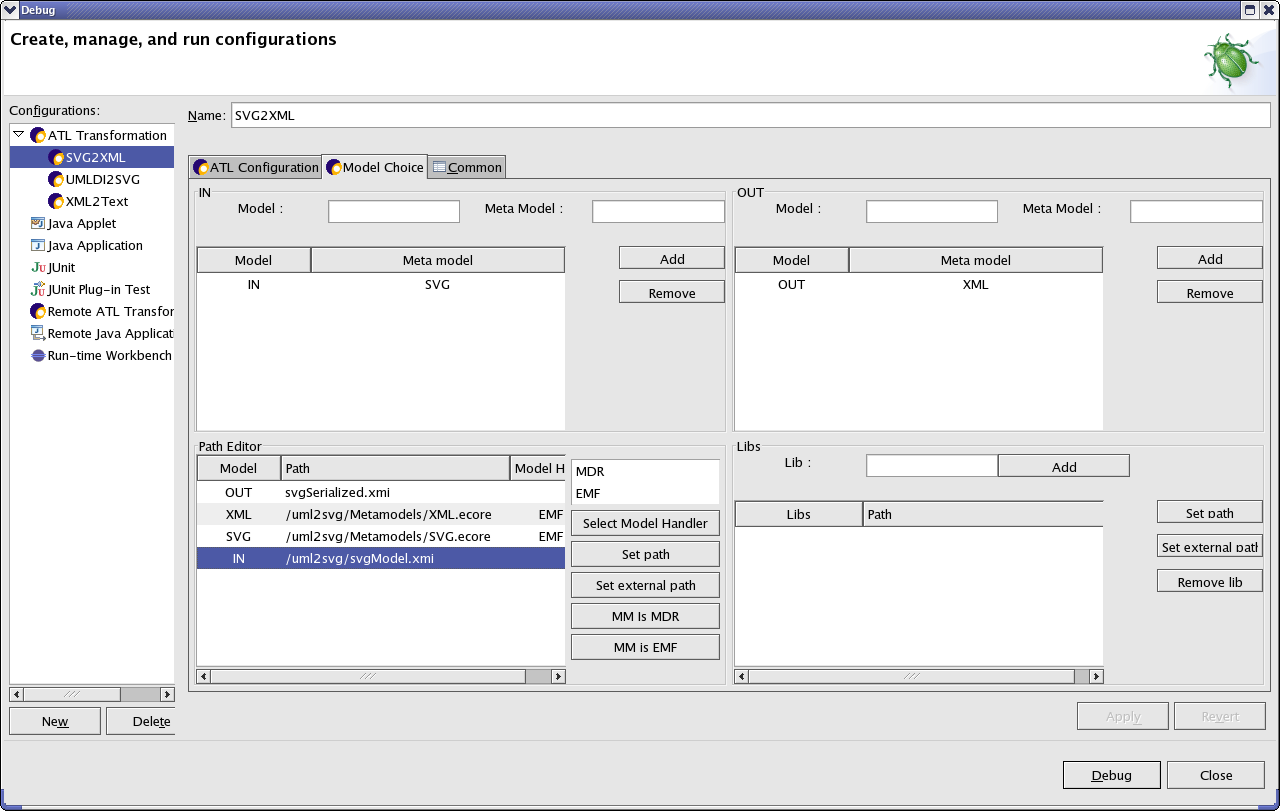 Debug
Create, manage, and run configurations
Configurations:
ATL Transformation
SVG2XML
UMLDI2SVG
XML2Text
Java Applet
Java Application
JUnit
JUnit Plug-in Test
Remote ATL Transfor
Remote Java Applicati
Run-time Workbench
New Delete
Name: SVG2XML
ATL Configuration Model Choice Common
IN
Model : Meta Model :
Model Meta model
IN SVG
Add
Remove
OUT
Model : Meta Model :
Model Meta model
OUT XML
Add
Remove
Path Editor
Model Path Model H
OUT svgSerialized.xmi
XML /uml2svg/Metamodels/XML.ecore EMF
SVG /uml2svg/Metamodels/SVG.ecore EMF
IN /uml2svg/svgModel.xmi
MDR
EMF
Select Model Handler
Set path
Set external path
MM Is MDR
MM is EMF
Libs
Lib : Add
Libs Path
Set path
Set external path
Remove lib
Apply Revert
Debug Close